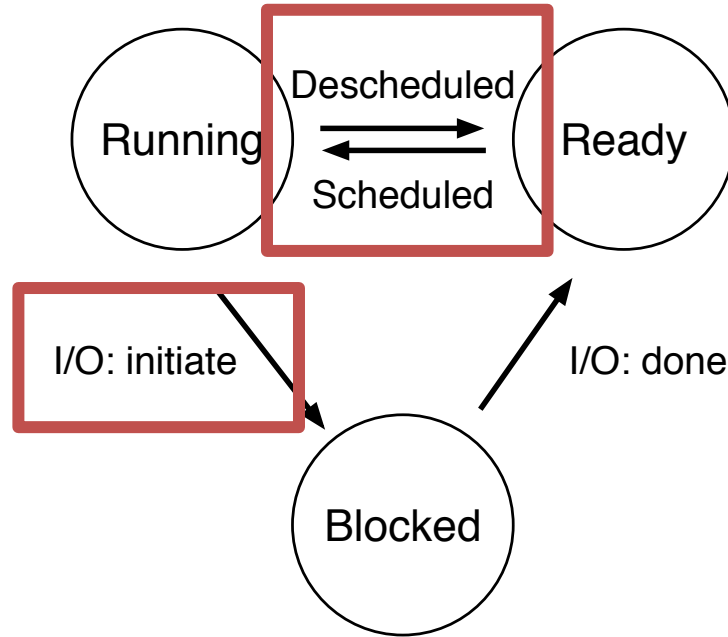 Descheduled
Running
Ready
Scheduled
I/O: initiate
I/O: done
Blocked